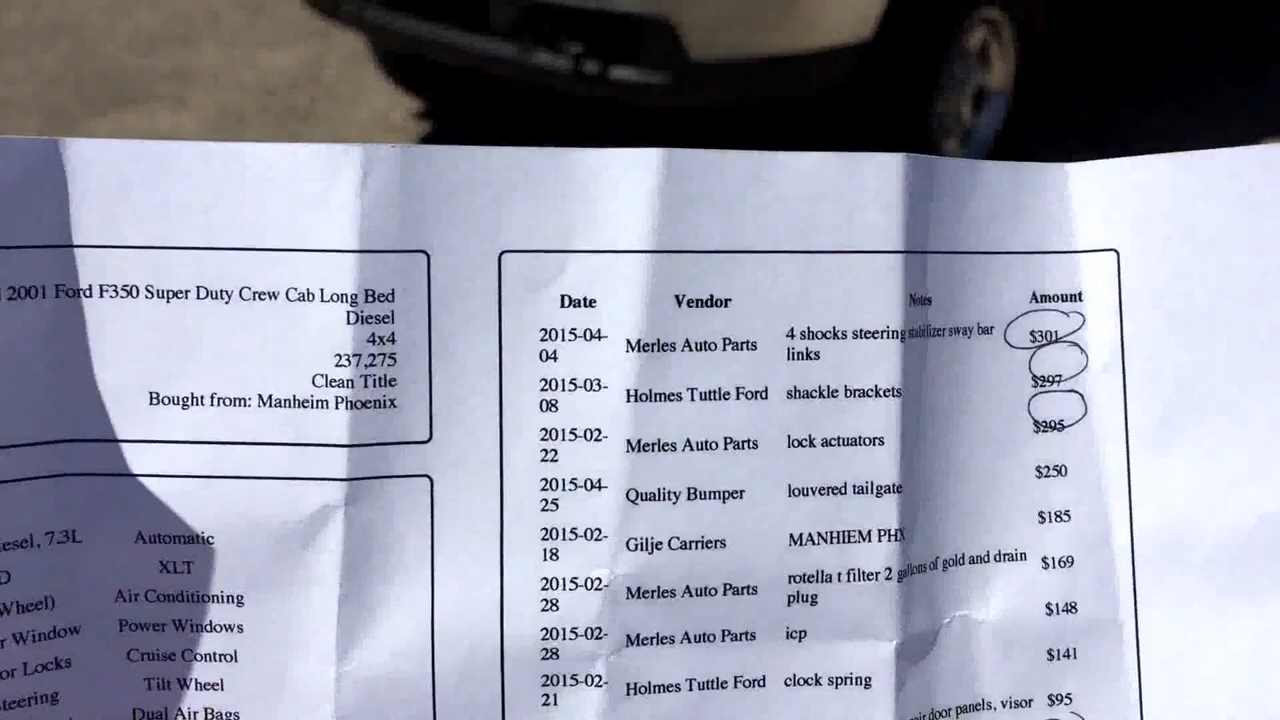 2001 Ford F350 Super Duty Crew Cab Long Bed
Diesel
4x4
237,275
Clean Title
Bought from: Manheim Phoenix
esel, 7.3L Automatic
D XLT
Wheel) Air Conditioning
r Window Power Windows
or Locks Cruise Control
teering Tilt Wheel
Dual Air Bags
Date Vendor Notes Amount
2015-04-
04
Merles Auto Parts
4 shocks steering stabilizer sway bar
links
$301
2015-03-
08
Holmes Tuttle Ford
shackle brackets
$297
2015-02-
22
Merles Auto Parts
lock actuators
$295
2015-04-
25
Quality Bumper
louvered tailgate
$250
2015-02-
18
Gilje Carriers
MANHIEM PHX
$185
2015-02-
28
Merles Auto Parts
rotella t filter 2 gallons of gold and drain
plug
$169
2015-02-
28
Merles Auto Parts
icp
$148
2015-02-
21
Holmes Tuttle Ford
clock spring
$141
door panels, visor
$95